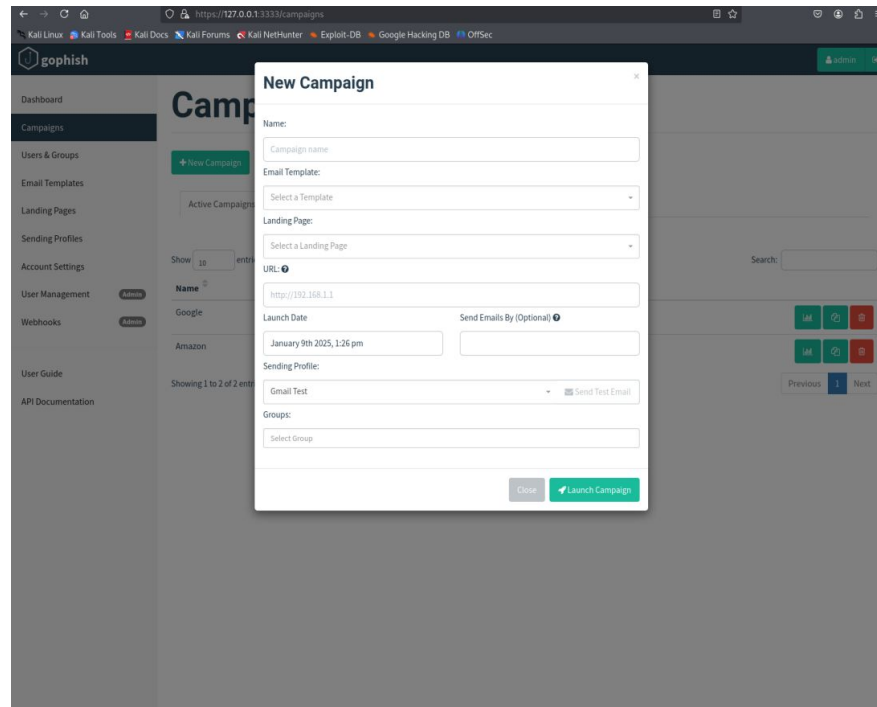 https://127.0.0.1:3333/campaigns
Kali Linux Kali Tools Kali Docs Kali Forums Kali NetHunter Exploit-DB Google Hacking DB OffSec
gophish
admin
Dashboard
Campaigns
Users & Groups
Email Templates
Landing Pages
Sending Profiles
Account Settings
User Management Admin
Webhooks Admin
User Guide
API Documentation
Camp
New Campaign
Active Campaigns
Show 10 entri
Search:
Name
Google
Amazon
Showing 1 to 2 of 2 entri
Previous 1 Next
New Campaign ×
Name:
Campaign name
Email Template:
Select a Template
Landing Page:
Select a Landing Page
URL:
http://192.168.1.1
Launch Date Send Emails By (Optional)
January 9th 2025, 1:26 pm
Sending Profile:
Gmail Test Send Test Email
Groups:
Select Group
Close Launch Campaign